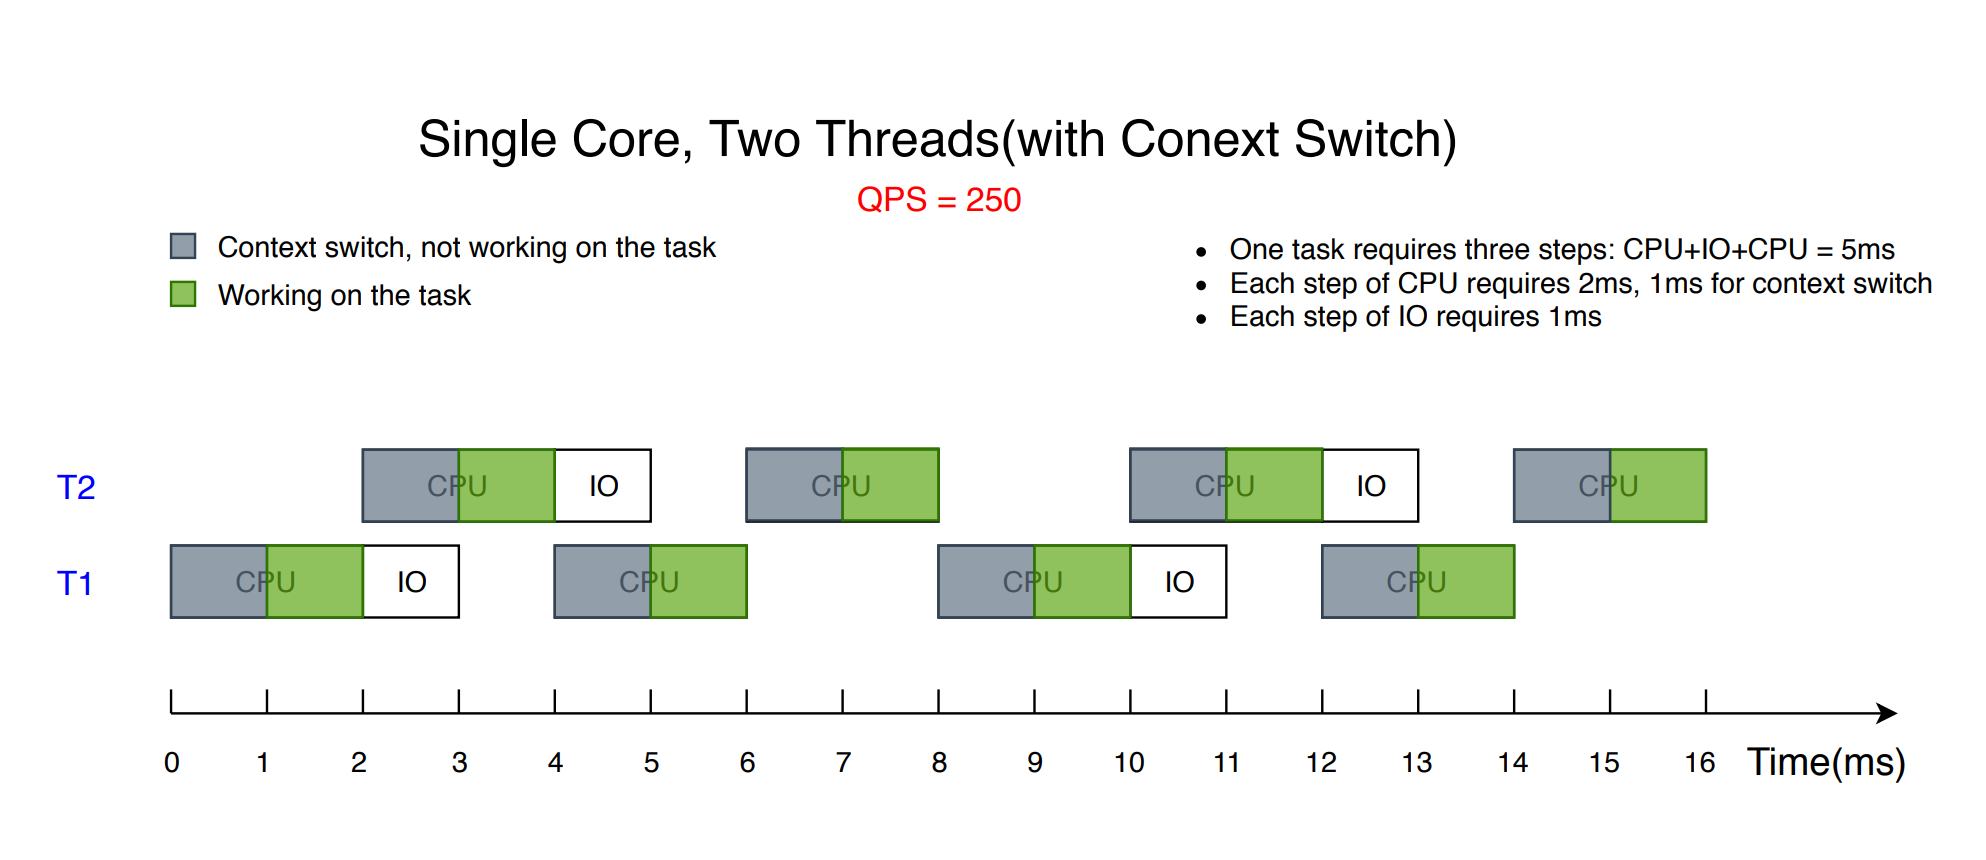 Single Core, Two Threads(with Conext Switch)
QPS = 250
Context switch, not working on the task
Working on the task
• One task requires three steps: CPU+IO+CPU = 5ms
• Each step of CPU requires 2ms, 1ms for context switch
• Each step of IO requires 1ms
T2 CPU IO CPU CPU IO CPU
T1 CPU IO CPU CPU IO CPU
0 1 2 3 4 5 6 7 8 9 10 11 12 13 14 15 16 Time(ms)